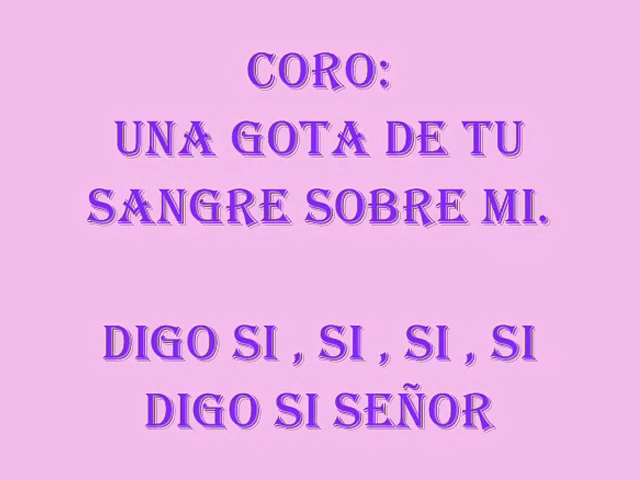 CORO:
UNA GOTA DE TU
SANGRE SOBRE MI.
DIGO SI , SI , SI , SI
DIGO SI SEÑOR